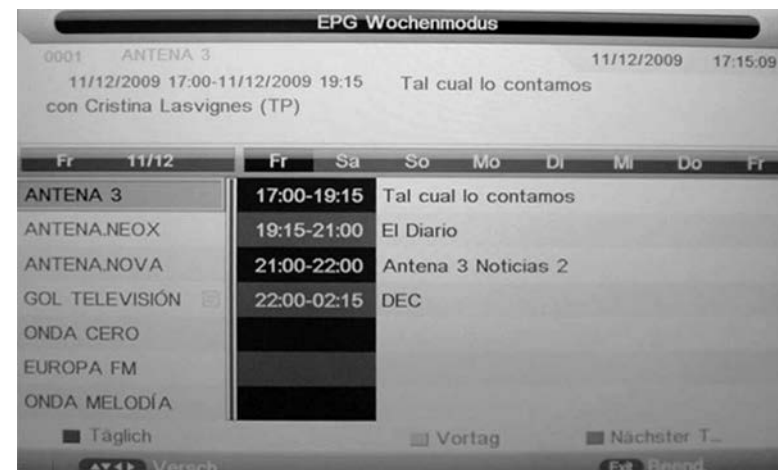 EPG Wochenmodus
0001 ANTENA 3 11/12/2009 17:15:09
11/12/2009 17:00-11/12/2009 19:15 Tal cual lo contamos
con Cristina Lasvignes (TP)
Fr 11/12 Fr Sa So Mo Di Mi Do Fr
ANTENA 3 17:00-19:15 Tal cual lo contamos
ANTENA.NEOX 19:15-21:00 El Diario
ANTENA.NOVA 21:00-22:00 Antena 3 Noticias 2
GOL TELEVISIÓN 22:00-02:15 DEC
ONDA CERO
EUROPA FM
ONDA MELODÍA
Täglich Vortag Nächster T...
Versch